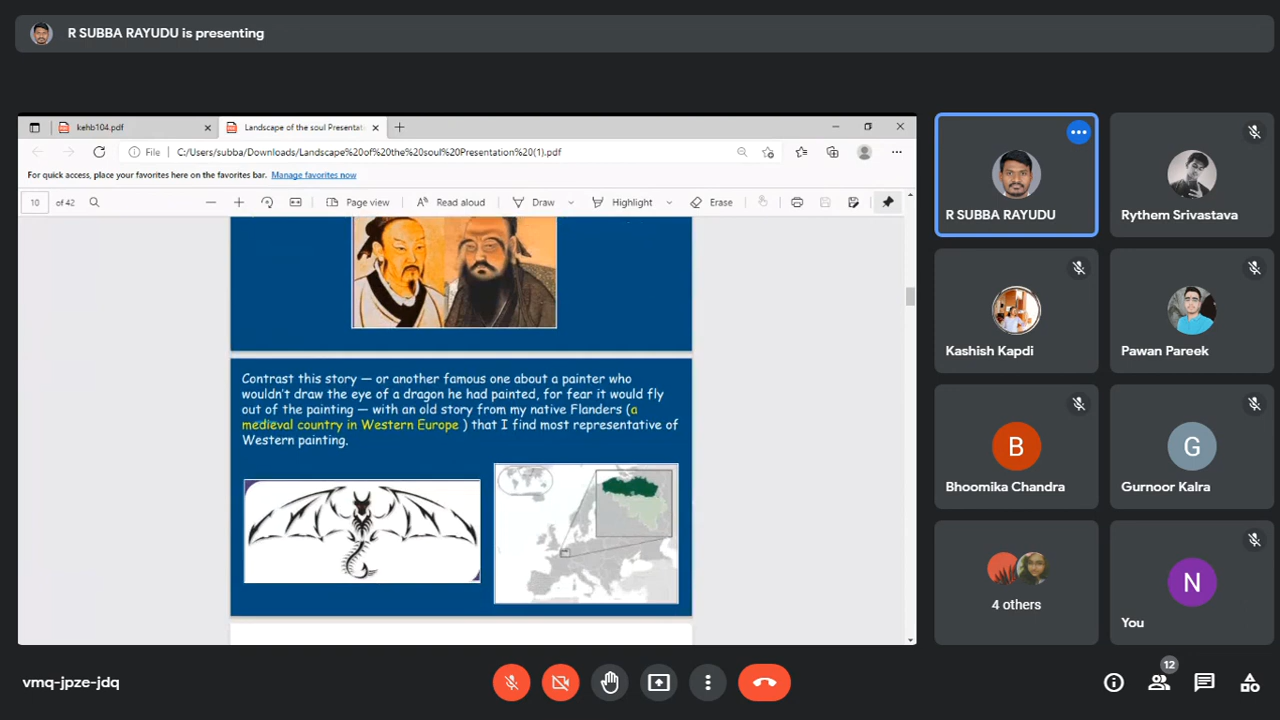 R SUBBA RAYUDU is presenting
kehb104.pdf
Landscape of the soul Presentat
File C:/Users/subba/Downloads/Landscape%20of%20the%20soul%20Presentation%20(1).pdf
For quick access, place your favorites here on the favorites bar. Manage favorites now
10 of 42 Page view Read aloud Draw Highlight Erase
Contrast this story — or another famous one about a painter who
wouldn't draw the eye of a dragon he had painted, for fear it would fly
out of the painting — with an old story from my native Flanders (a
medieval country in Western Europe ) that I find most representative of
Western painting.
R SUBBA RAYUDU
Rythem Srivastava
Kashish Kapdi
Pawan Pareek
B
Bhoomika Chandra
G
Gurnoor Kalra
4 others
N
You
vmq-jpze-jdq
12